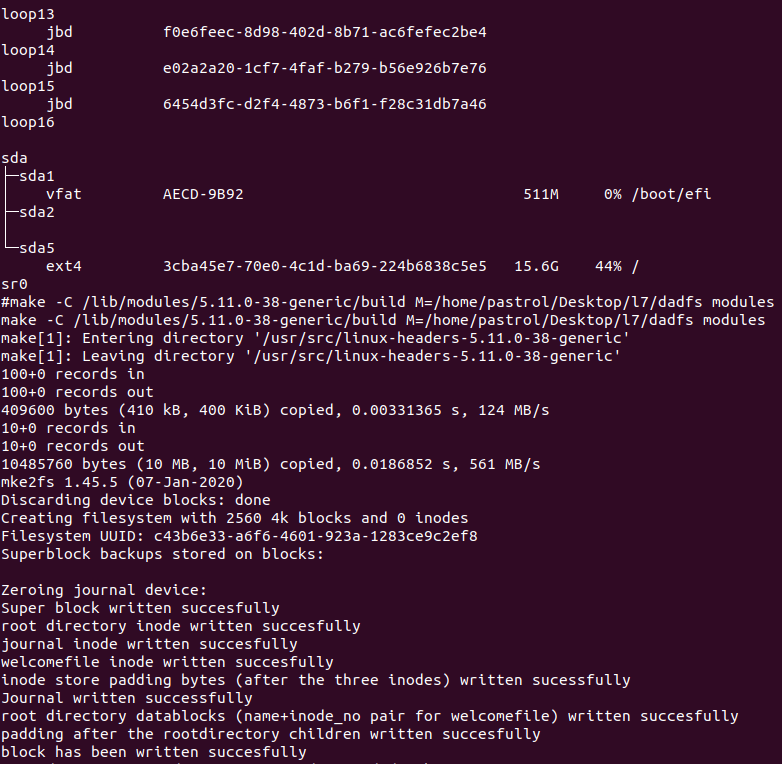 loop13
jbd f0e6feec-8d98-402d-8b71-ac6fefec2be4
loop14
jbd e02a2a20-1cf7-4faf-b279-b56e926b7e76
loop15
jbd 6454d3fc-d2f4-4873-b6f1-f28c31db7a46
loop16
sda
├─sda1
vfat AECD-9B92 511M 0% /boot/efi
├─sda2
└─sda5
ext4 3cba45e7-70e0-4c1d-ba69-224b6838c5e5 15.6G 44% /
sr0
#make -C /lib/modules/5.11.0-38-generic/build M=/home/pastrol/Desktop/l7/dadfs modules
make -C /lib/modules/5.11.0-38-generic/build M=/home/pastrol/Desktop/l7/dadfs modules
make[1]: Entering directory '/usr/src/linux-headers-5.11.0-38-generic'
make[1]: Leaving directory '/usr/src/linux-headers-5.11.0-38-generic'
100+0 records in
100+0 records out
409600 bytes (410 kB, 400 KiB) copied, 0.00331365 s, 124 MB/s
10+0 records in
10+0 records out
10485760 bytes (10 MB, 10 MiB) copied, 0.0186852 s, 561 MB/s
mke2fs 1.45.5 (07-Jan-2020)
Discarding device blocks: done
Creating filesystem with 2560 4k blocks and 0 inodes
Filesystem UUID: c43b6e33-a6f6-4601-923a-1283ce9c2ef8
Superblock backups stored on blocks:
Zeroing journal device:
Super block written succesfully
root directory inode written succesfully
journal inode written succesfully
welcomefile inode written succesfully
inode store padding bytes (after the three inodes) written sucessfully
Journal written successfully
root directory datablocks (name+inode_no pair for welcomefile) written succesfully
padding after the rootdirectory children written succesfully
block has been written succesfully